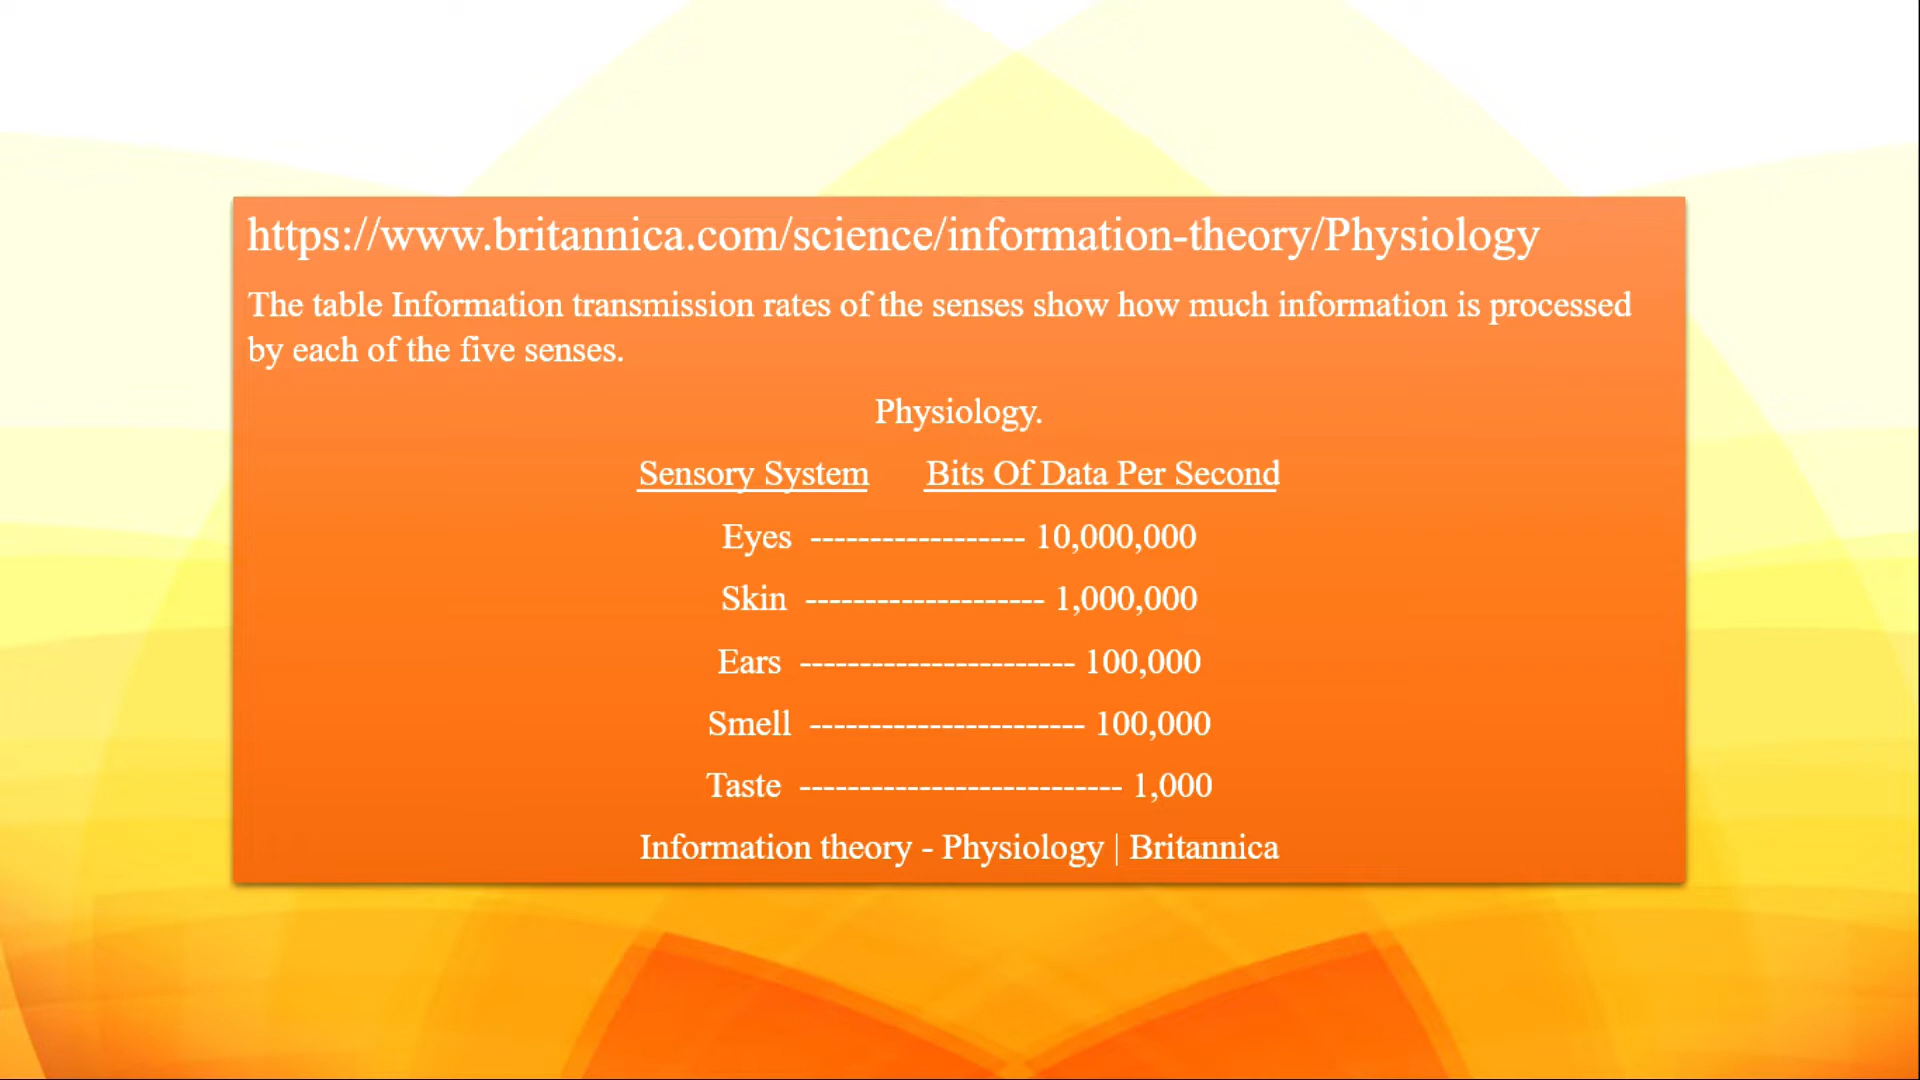 https://www.britannica.com/science/information-theory/Physiology
The table Information transmission rates of the senses show how much information is processed
by each of the five senses.
Physiology.
Sensory System Bits Of Data Per Second
Eyes ------------------ 10,000,000
Skin -------------------- 1,000,000
Ears ----------------------- 100,000
Smell ----------------------- 100,000
Taste --------------------------- 1,000
Information theory - Physiology | Britannica